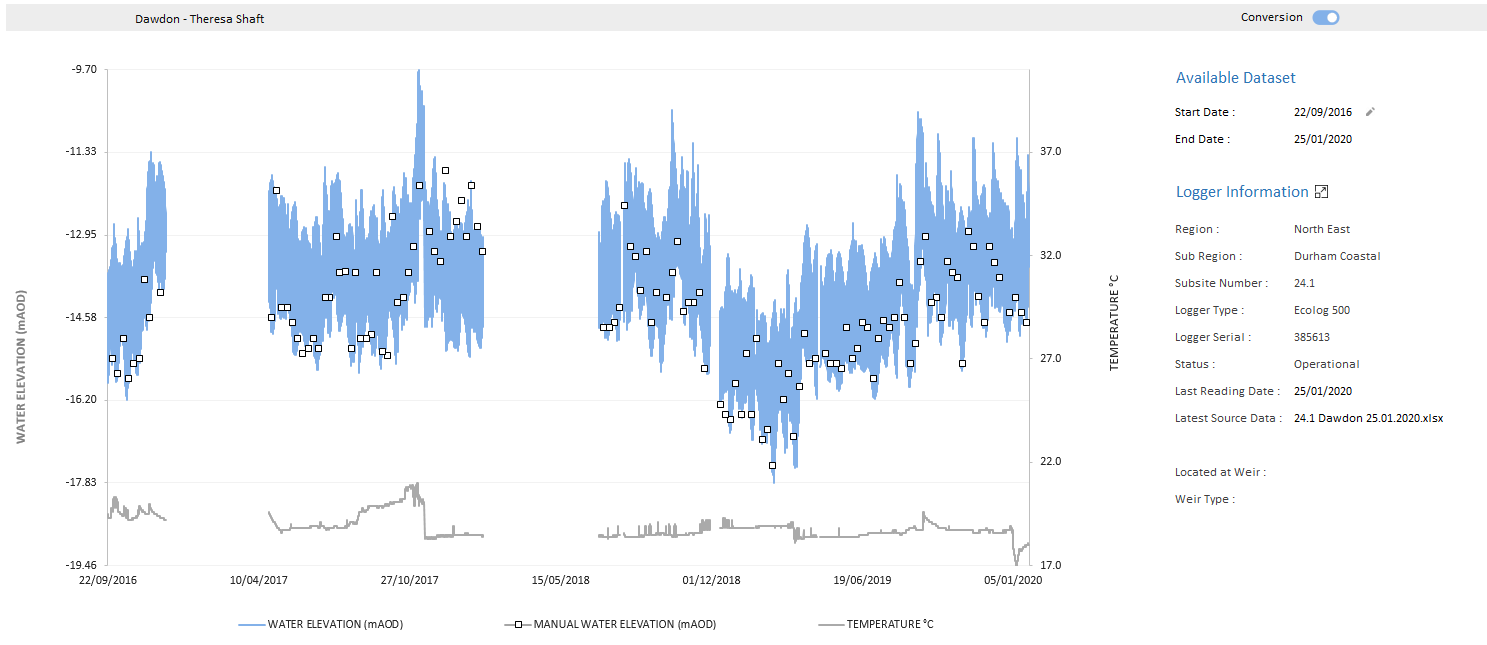 Dawdon - Theresa Shaft
Conversion
-9.70
-11.33
-12.95
-14.58
-16.20
-17.83
-19.46
WATER ELEVATION (mAOD)
37.0
32.0
27.0
22.0
17.0
TEMPERATURE °C
22/09/2016 10/04/2017 27/10/2017 15/05/2018 01/12/2018 19/06/2019 05/01/2020
WATER ELEVATION (mAOD) MANUAL WATER ELEVATION (mAOD) TEMPERATURE °C
Available Dataset
Start Date : 22/09/2016
End Date : 25/01/2020
Logger Information
Region : North East
Sub Region : Durham Coastal
Subsite Number : 24.1
Logger Type : Ecolog 500
Logger Serial : 385613
Status : Operational
Last Reading Date : 25/01/2020
Latest Source Data : 24.1 Dawdon 25.01.2020.xlsx
Located at Weir :
Weir Type :